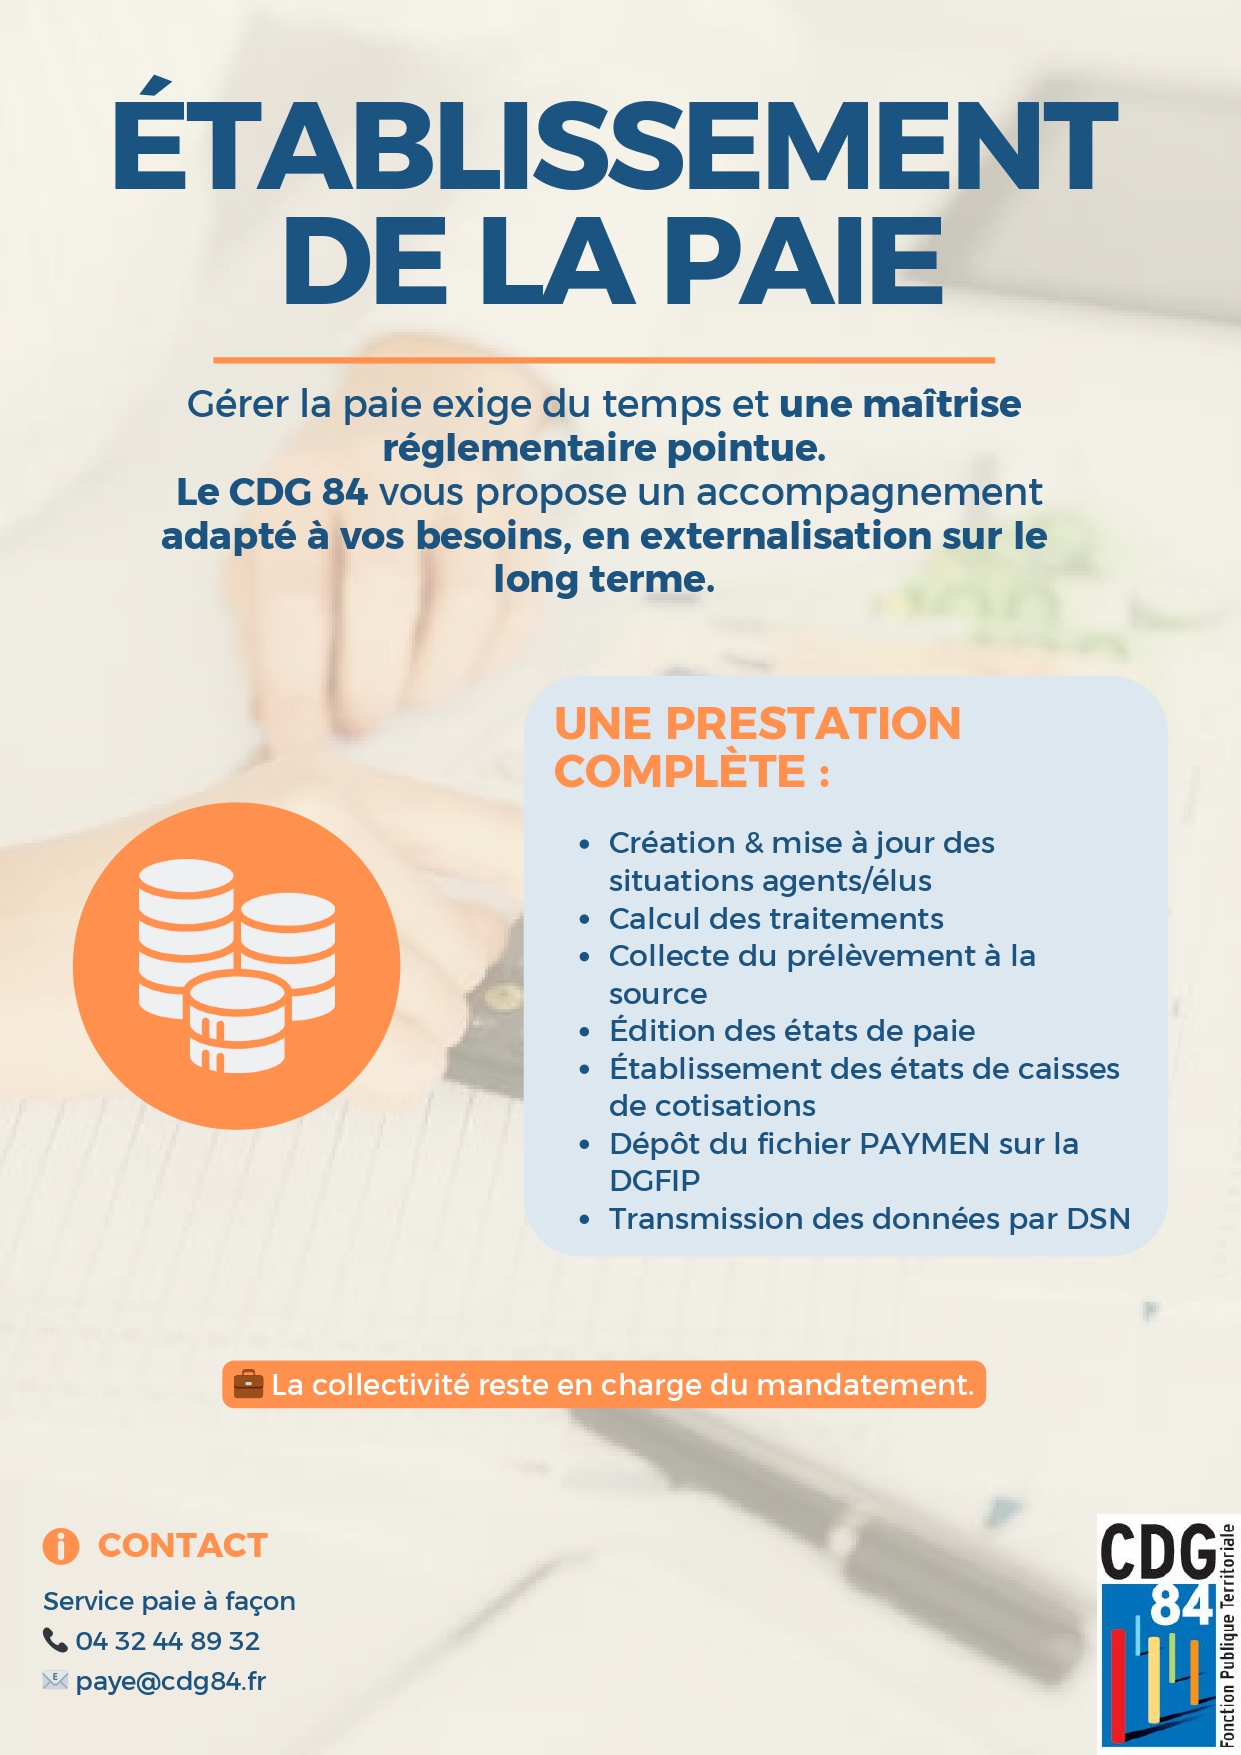 ÉTABLISSEMENT
DE LA PAIE
Gérer la paie exige du temps et une maîtrise
réglementaire pointue.
Le CDG 84 vous propose un accompagnement
adapté à vos besoins, en externalisation sur le
long terme.
UNE PRESTATION
COMPLÈTE :
• Création & mise à jour des
situations agents/élus
• Calcul des traitements
• Collecte du prélèvement à la
source
• Édition des états de paie
• Établissement des états de caisses
de cotisations
• Dépôt du fichier PAYMEN sur la
DGFIP
• Transmission des données par DSN
La collectivité reste en charge du mandatement.
CONTACT
Service paie à façon
04 32 44 89 32
paye@cdg84.fr
CDG
84
Fonction Publique Territoriale